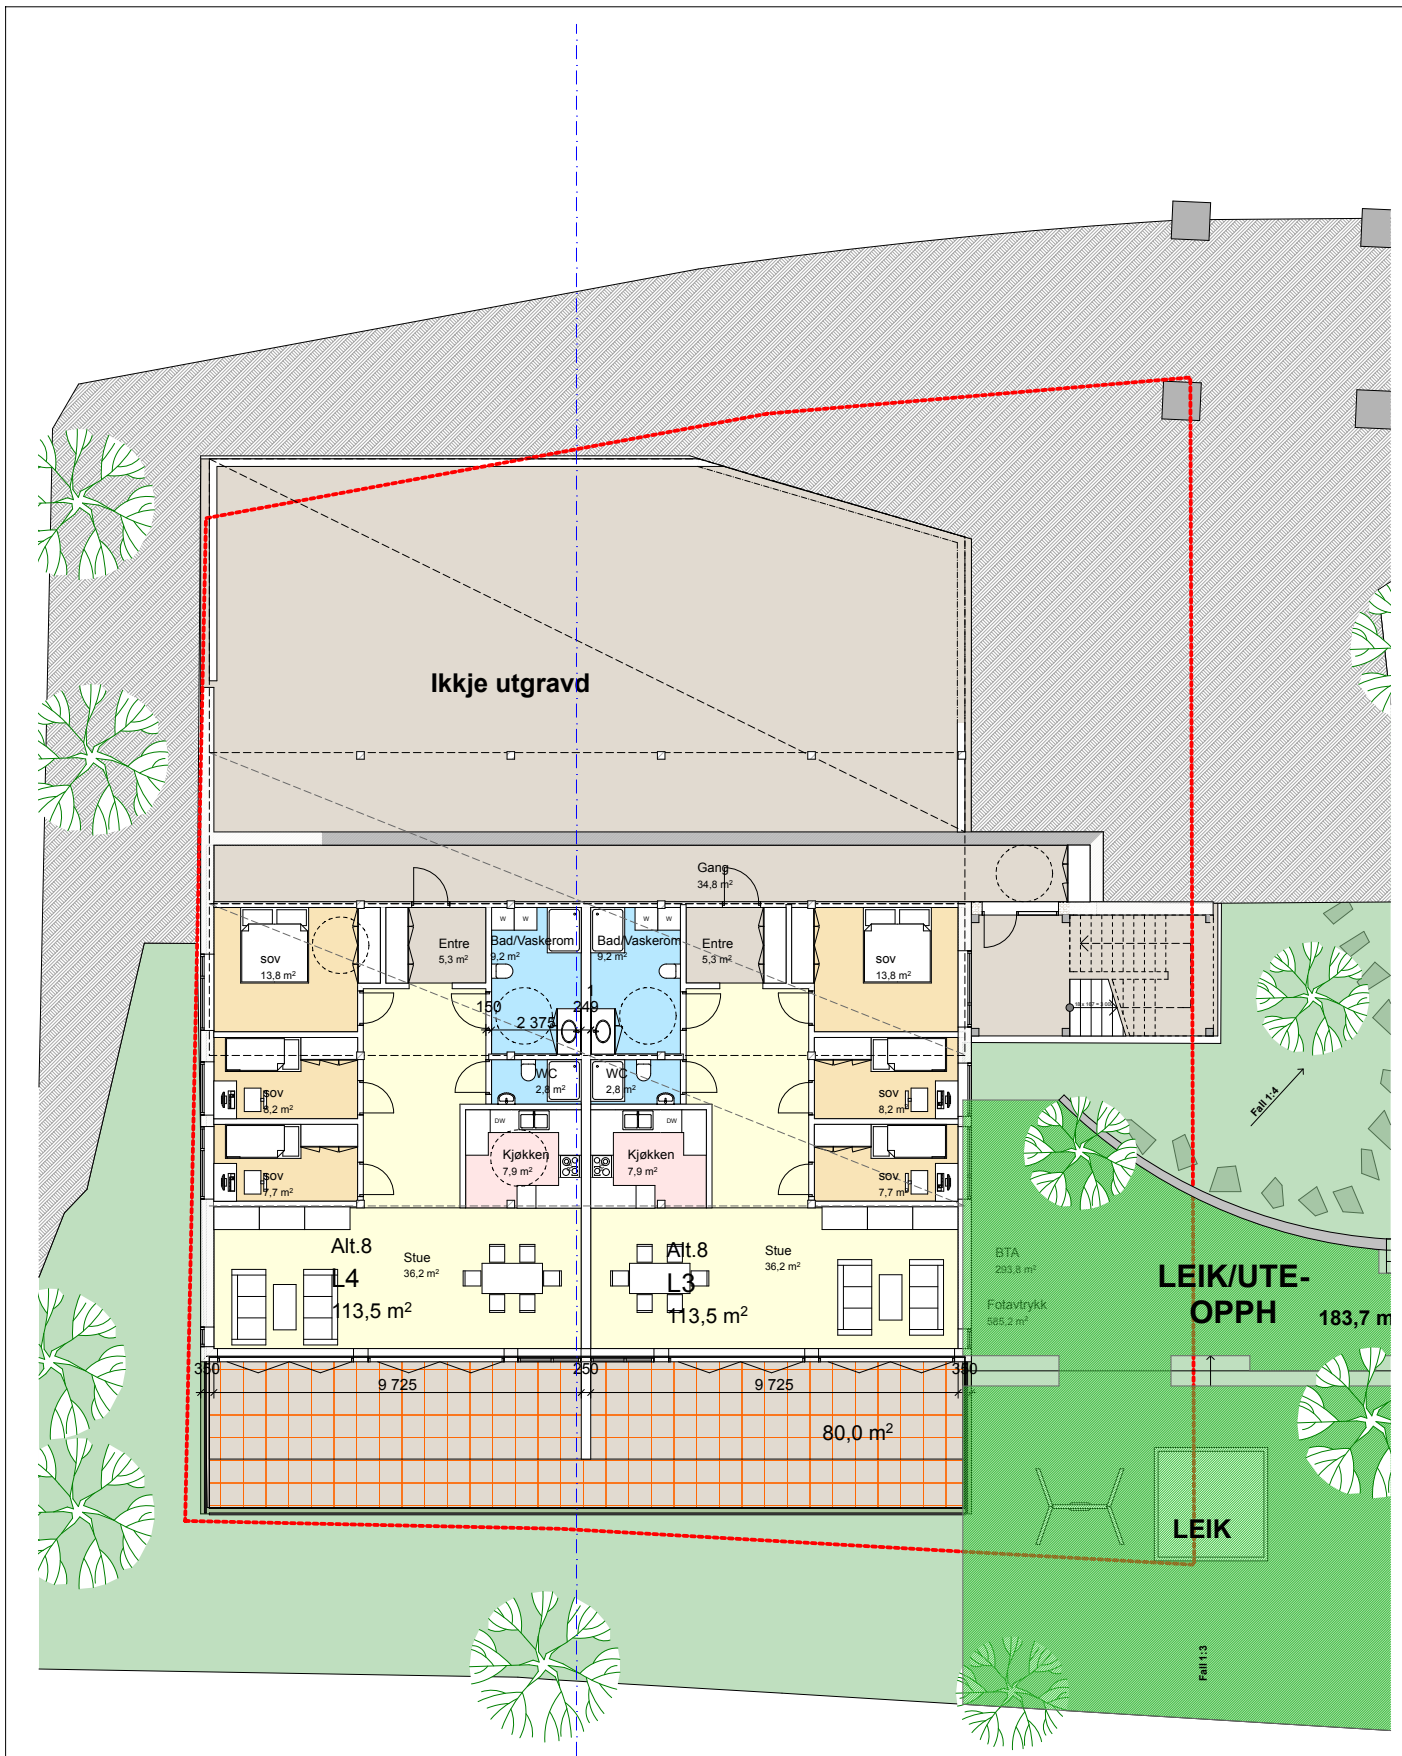 Ikkje utgravd
Gang
34,8 m²
sov
13,8 m²
Entre
5,3 m²
W W
Bad/Vaskerom
9,2 m²
W W
Bad/Vaskerom
9,2 m²
Entre
5,3 m²
sov
13,8 m²
150
2 375
1
249
WC
2,8 m²
WC
2,8 m²
sov
8,2 m²
sov
8,2 m
DW
DW
Kjøkken
7,9 m²
Kjøkken
7,9 m²
sov
7,7 m²
sov
7,7 m
Alt.8
L4
113,5 m²
Stue
36,2 m²
Alt.8
L3
113,5 m²
Stue
36,2 m²
350
9 725
250
9 725
350
80,0 m²
Fall 1:4
BTA
293,8 m²
Fotavtrykk
585,2 m²
LEIK/UTE-
OPPH
183,7 m
LEIK
Fall 1:3